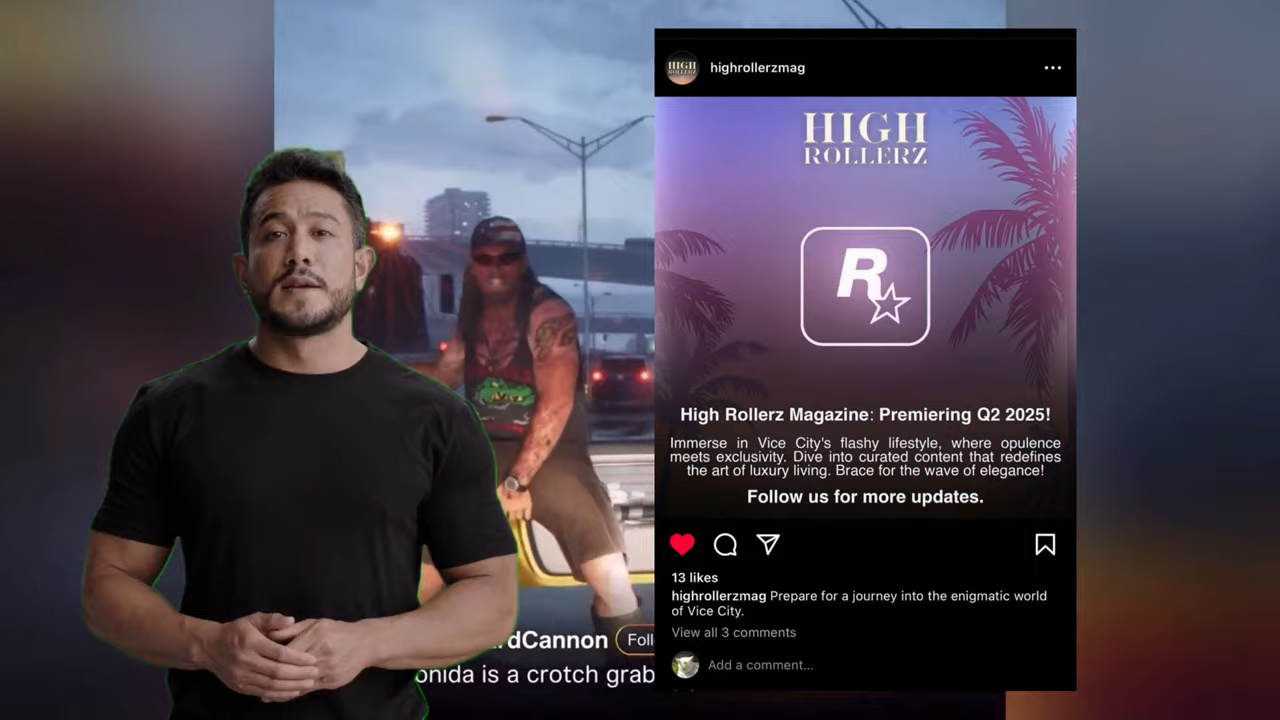 highrollerzmag
HIGH
ROLLERZ
R
High Rollerz Magazine: Premiering Q2 2025!
Immerse in Vice City's flashy lifestyle, where opulence
meets exclusivity. Dive into curated content that redefines
the art of luxury living. Brace for the wave of elegance!
Follow us for more updates.
13 likes
highrollerzmag Prepare for a journey into the enigmatic world
of Vice City.
View all 3 comments
Add a comment...
rdCannon Foll
onida is a crotch grab